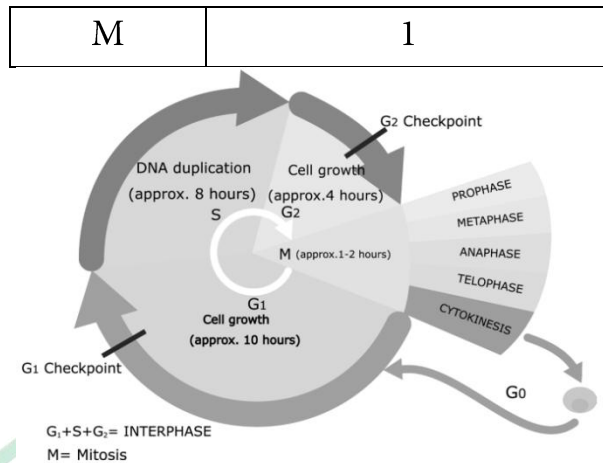 M 1
G2 Checkpoint
DNA duplication
(approx. 8 hours)
S
Cell growth
(approx.4 hours)
G2
PROPHASE
METAPHASE
ANAPHASE
TELOPHASE
CYTOKINESIS
M (approx.1-2 hours)
G1
Cell growth
(approx. 10 hours)
G1 Checkpoint
G0
G₁+S+G₂= INTERPHASE
M= Mitosis